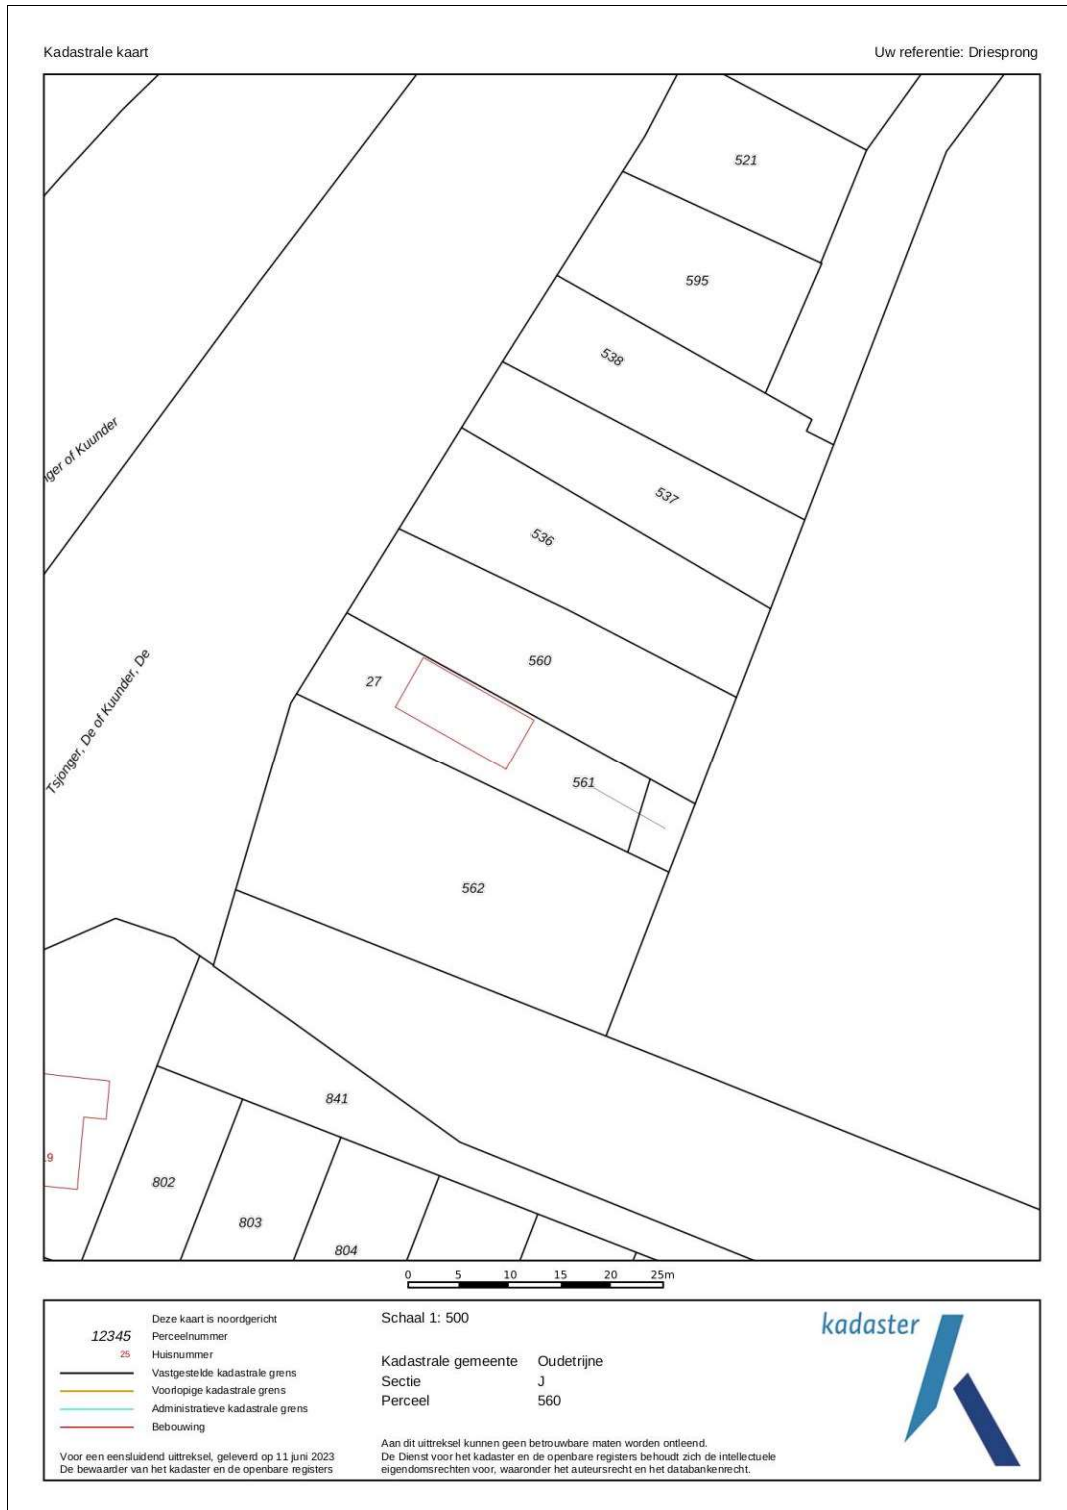 Kadastrale kaart
Uw referentie: Driesprong
521
595
538
537
536
560
27
561
562
ger of Kuunder
Tsjonger, De of Kuunder, De
841
9
802
803
804
0 5 10 15 20 25m
Deze kaart is noordgericht
12345 Perceelnummer
25 Huisnummer
Vastgestelde kadastrale grens
Voorlopige kadastrale grens
Administratieve kadastrale grens
Bebouwing
Voor een eensluidend uittreksel, geleverd op 11 juni 2023
De bewaarder van het kadaster en de openbare registers
Schaal 1: 500
Kadastrale gemeente Oudetrijne
Sectie J
Perceel 560
Aan dit uittreksel kunnen geen betrouwbare maten worden ontleend.
De Dienst voor het kadaster en de openbare registers behoudt zich de intellectuele
eigendomsrechten voor, waaronder het auteursrecht en het databankenrecht.
kadaster